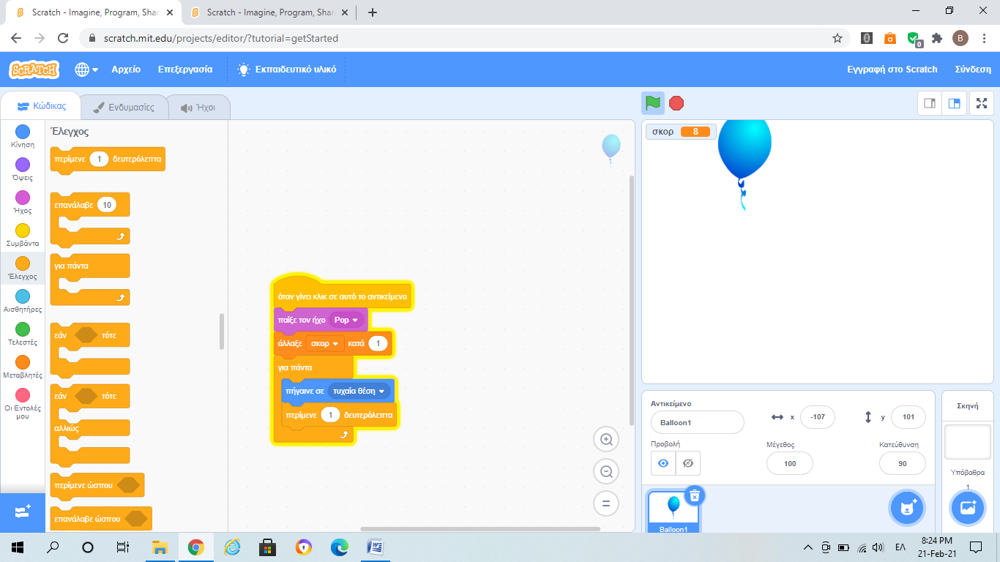 Scratch - Imagine, Program, Shar
Scratch - Imagine, Program, Shar
scratch.mit.edu/projects/editor/?tutorial=getStarted
0
B
SCRATCH
Αρχείο
Επεξεργασία
Εκπαιδευτικό υλικό
Εγγραφή στο Scratch
Σύνδεση
Κώδικας
Ενδυμασίες
Ήχοι
Κίνηση
Όψεις
Ήχος
Συμβάντα
Έλεγχος
Αισθητήρες
Τελεστές
Μεταβλητές
Οι Εντολές
μου
Έλεγχος
περίμενε 1 δευτερόλεπτα
επανάλαβε 10
για πάντα
εάν τότε
εάν τότε
αλλιώς
περίμενε ώσπου
επανάλαβε ώσπου
όταν γίνει κλικ σε αυτό το αντικείμενο
παίξε τον ήχο Pop
άλλαξε σκορ κατά 1
για πάντα
πήγαινε σε τυχαία θέση
περίμενε 1 δευτερόλεπτα
σκορ 8
Αντικείμενο
Balloon1
x -107
y 101
Προβολή
Μέγεθος
100
Κατεύθυνση
90
Balloon1
Σκηνή
Υπόβαθρα
1
ΕΛ
8:24 PM
21-Feb-21